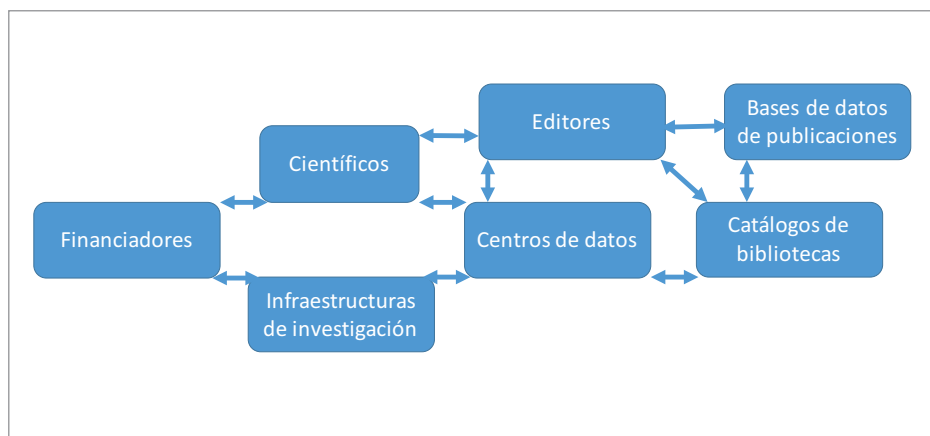 Editores
Bases de datos
de publicaciones
Científicos
Financiadores
Centros de datos
Catálogos de
bibliotecas
Infraestructuras
de investigación